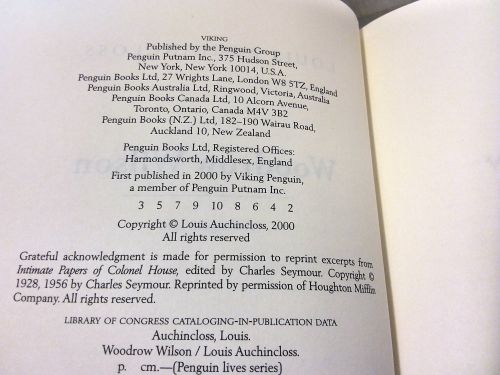 VIKING
Published by the Penguin Group
Penguin Putnam Inc., 375 Hudson Street,
New York, New York 10014, U.S.A.
Penguin Books Ltd, 27 Wrights Lane, London W8 5TZ, England
Penguin Books Australia Ltd, Ringwood, Victoria, Australia
Penguin Books Canada Ltd, 10 Alcorn Avenue,
Toronto, Ontario, Canada M4V 3B2
Penguin Books (N.Z.) Ltd, 182–190 Wairau Road,
Auckland 10, New Zealand
Penguin Books Ltd, Registered Offices:
Harmondsworth, Middlesex, England
First published in 2000 by Viking Penguin,
a member of Penguin Putnam Inc.
3 5 7 9 10 8 6 4 2
Copyright © Louis Auchincloss, 2000
All rights reserved
Grateful acknowledgment is made for permission to reprint excerpts from
Intimate Papers of Colonel House, edited by Charles Seymour. Copyright ©
1928, 1956 by Charles Seymour. Reprinted by permission of Houghton Mifflin
Company. All rights reserved.
LIBRARY OF CONGRESS CATALOGING-IN-PUBLICATION DATA
Auchincloss, Louis.
Woodrow Wilson / Louis Auchincloss.
p. cm.—(Penguin lives series)